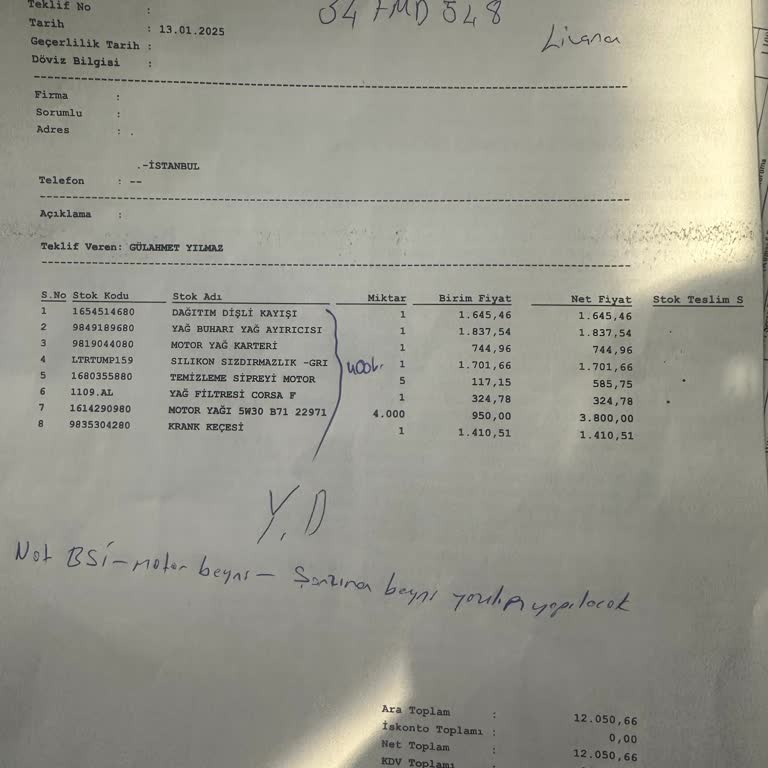 Teklif No :
34 FMD 548
Tarih : 13.01.2025
Geçerlilik Tarih :
Döviz Bilgisi :
Firma :
Sorumlu :
Adres : .
.-İSTANBUL
Telefon : --
Açıklama :
Teklif Veren: GÜLAHMET YILMAZ
S.No Stok Kodu Stok Adı Miktar Birim Fiyat Net Fiyat Stok Teslim S
1 1654514680 DAĞITIM DİŞLİ KAYIŞI 1 1.645,46 1.645,46
2 9849189680 YAĞ BUHARI YAĞ AYIRICISI 1 1.837,54 1.837,54
3 9819044080 MOTOR YAĞ KARTERİ 1 744,96 744,96
4 LTRTUMP159 SILIKON SIZDIRMAZLIK -GRI 1 1.701,66 1.701,66
5 1680355880 TEMİZLEME SİPREYİ MOTOR 5 117,15 585,75
6 1109.AL YAĞ FİLTRESİ CORSA F 1 324,78 324,78
7 1614290980 MOTOR YAĞI 5W30 B71 22971 4.000 950,00 3.800,00
8 9835304280 KRANK KEÇESİ 1 1.410,51 1.410,51
Y.D
Not BSİ-motor beyni - Şanzıman beyni yazılıp yapılacak
Ara Toplam : 12.050,66
İskonto Toplamı : 0,00
Net Toplam : 12.050,66
KDV Toplamı